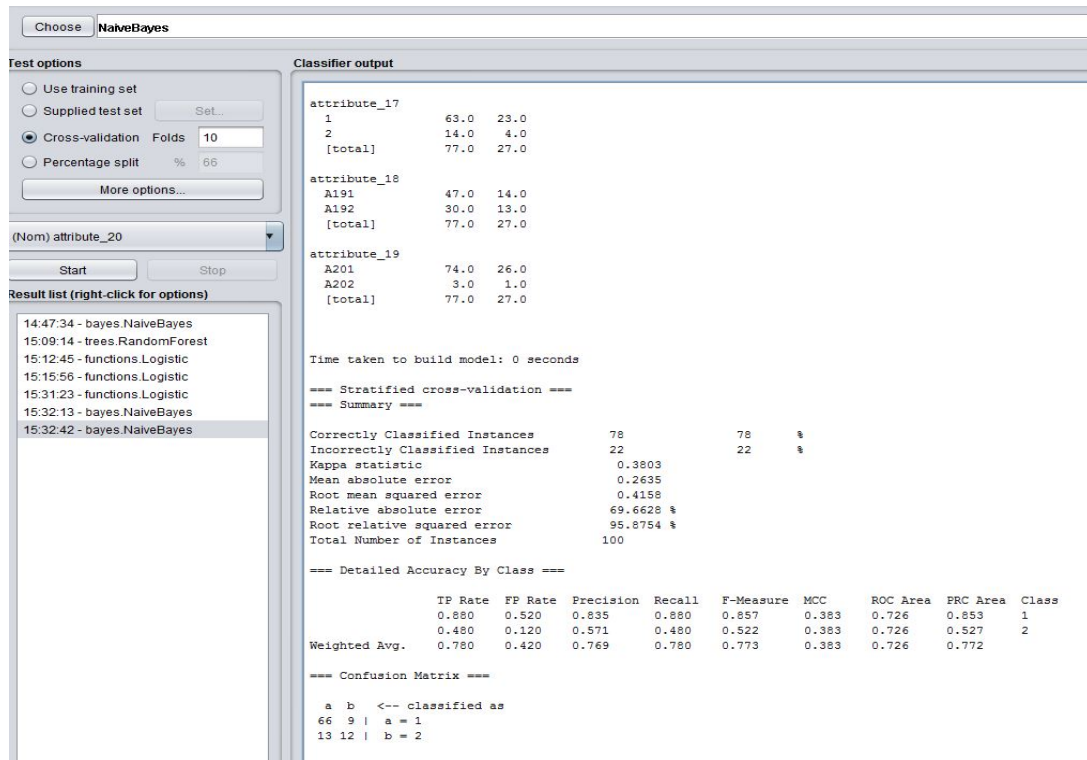 Choose NaiveBayes
Test options
Use training set
Supplied test set Set...
Cross-validation Folds 10
Percentage split % 66
More options...
(Nom) attribute_20
Start Stop
Result list (right-click for options)
14:47:34 - bayes.NaiveBayes
15:09:14 - trees.RandomForest
15:12:45 - functions.Logistic
15:15:56 - functions.Logistic
15:31:23 - functions.Logistic
15:32:13 - bayes.NaiveBayes
15:32:42 - bayes.NaiveBayes
Classifier output
attribute_17
1 63.0 23.0
2 14.0 4.0
[total] 77.0 27.0
attribute_18
A191 47.0 14.0
A192 30.0 13.0
[total] 77.0 27.0
attribute_19
A201 74.0 26.0
A202 3.0 1.0
[total] 77.0 27.0
Time taken to build model: 0 seconds
=== Stratified cross-validation ===
=== Summary ===
Correctly Classified Instances 78 78 %
Incorrectly Classified Instances 22 22 %
Kappa statistic 0.3803
Mean absolute error 0.2635
Root mean squared error 0.4158
Relative absolute error 69.6628 %
Root relative squared error 95.8754 %
Total Number of Instances 100
=== Detailed Accuracy By Class ===
TP Rate FP Rate Precision Recall F-Measure MCC ROC Area PRC Area Class
0.880 0.520 0.835 0.880 0.857 0.383 0.726 0.853 1
0.480 0.120 0.571 0.480 0.522 0.383 0.726 0.527 2
Weighted Avg. 0.780 0.420 0.769 0.780 0.773 0.383 0.726 0.772
=== Confusion Matrix ===
a b <-- classified as
66 9 | a = 1
13 12 | b = 2